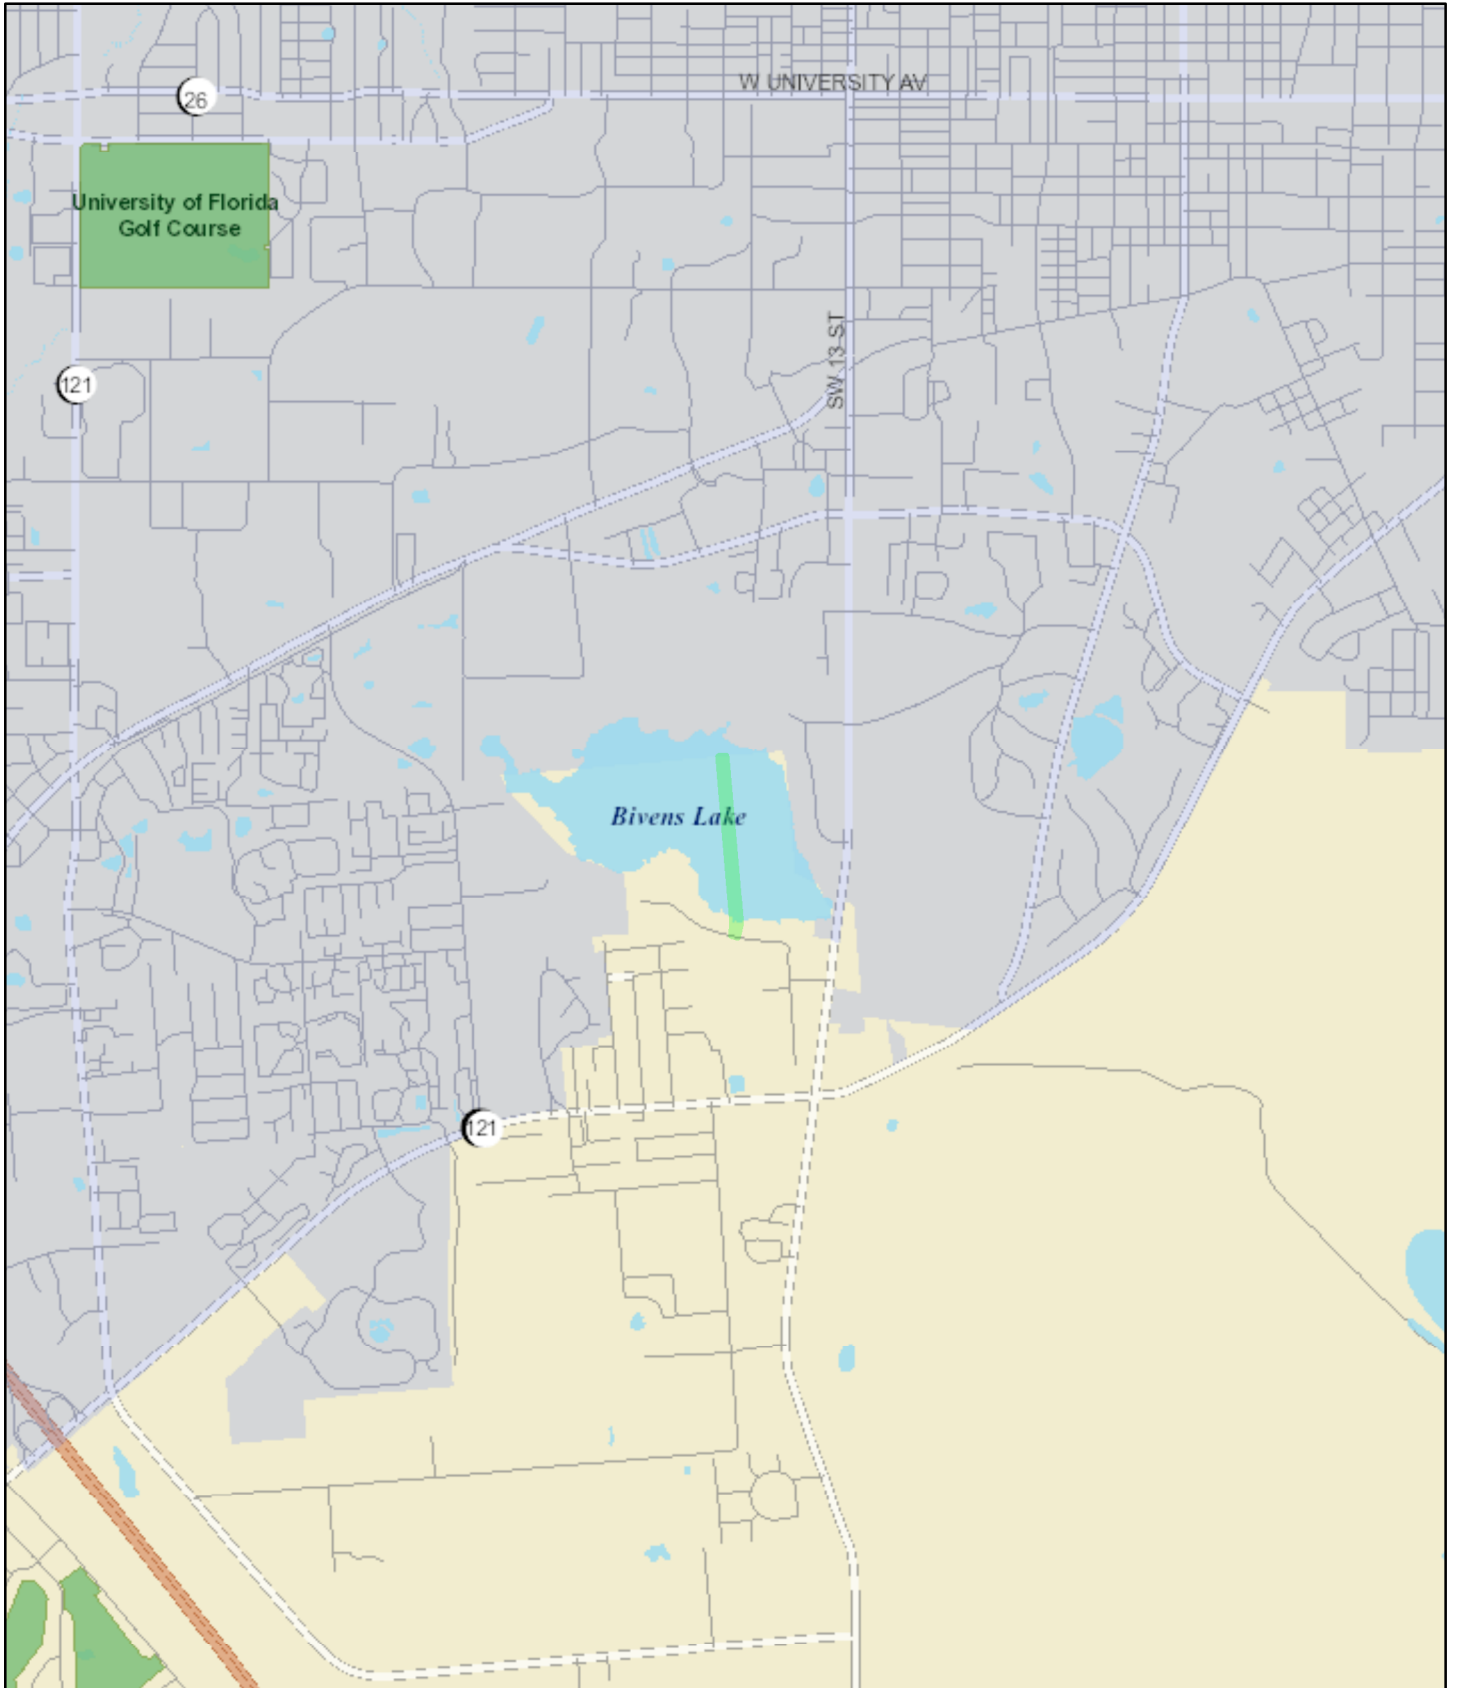 W UNIVERSITY AV
26
University of Florida
Golf Course
SW 13 ST
121
Bivens Lake
121